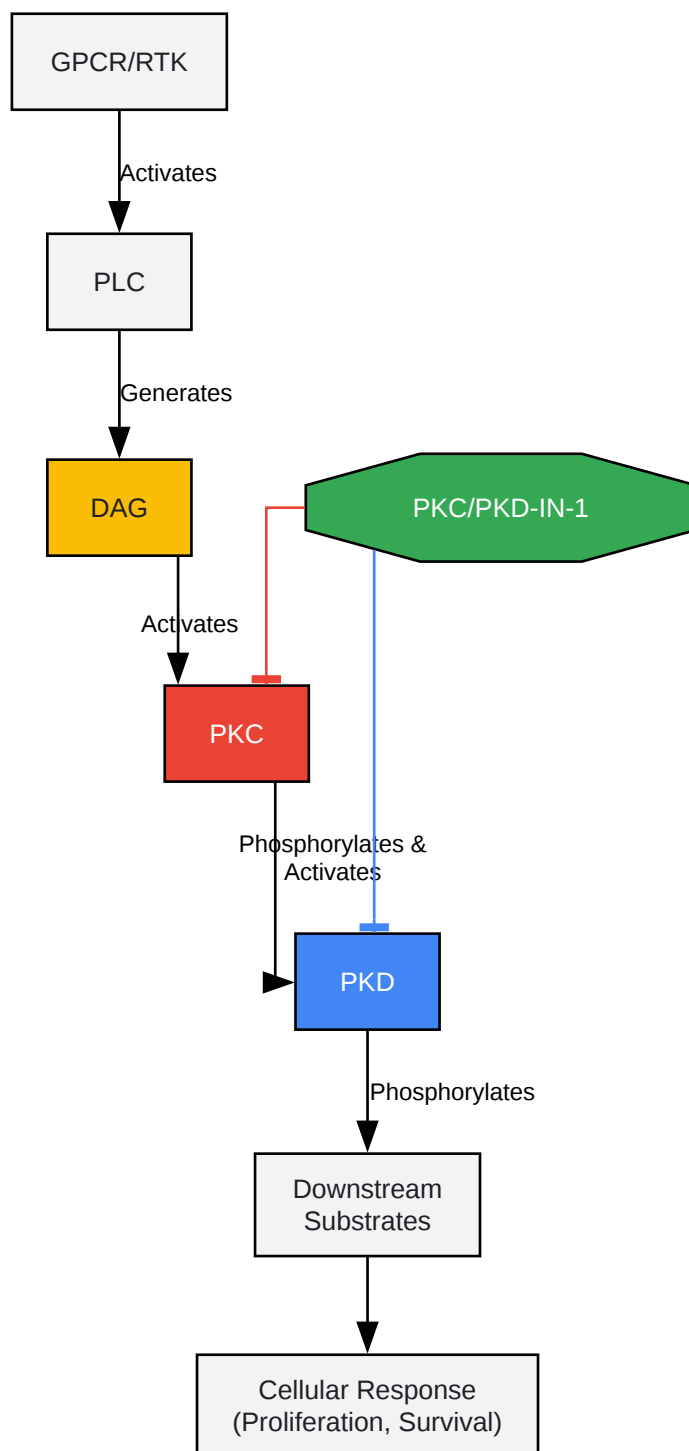 GPCR/RTK
Activates
PLC
Generates
DAG
PKC/PKD-IN-1
Activates
PKC
Phosphorylates &
Activates
PKD
Phosphorylates
Downstream
Substrates
Cellular Response
(Proliferation, Survival)